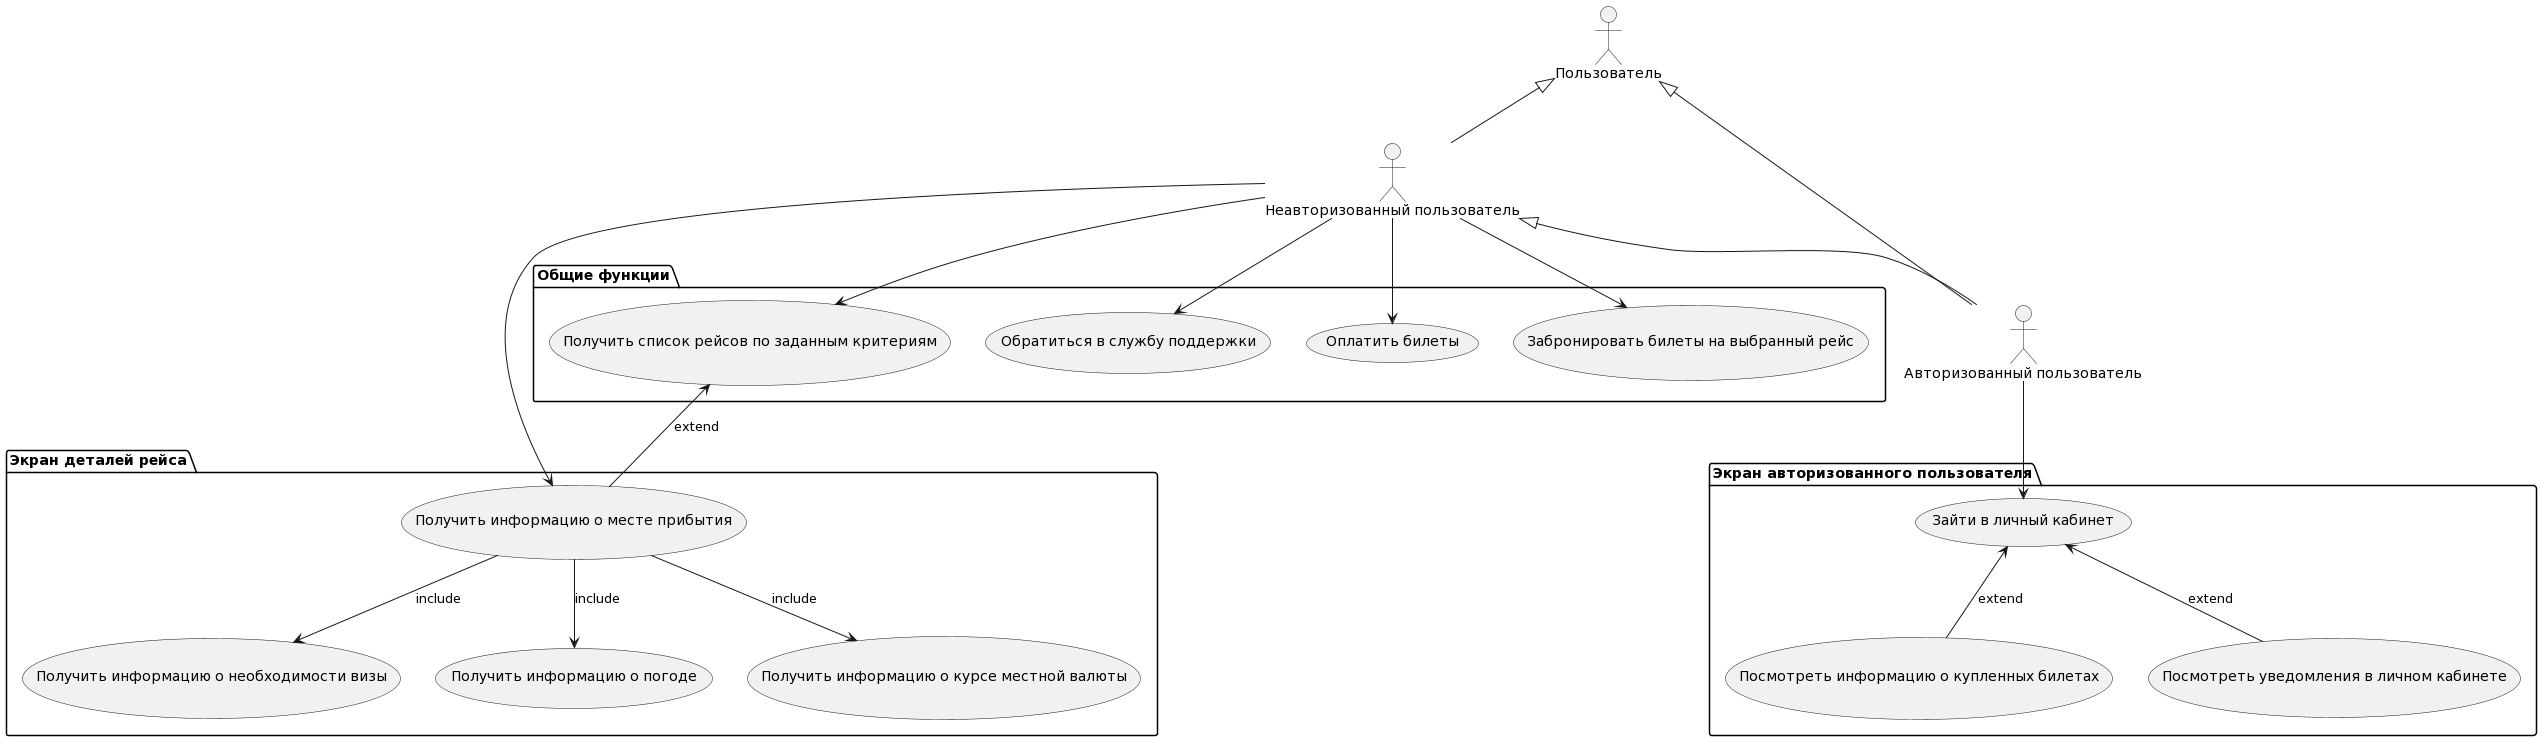 Пользователь
Неавторизованный пользователь
Общие функции
Получить список рейсов по заданным критериям
Обратиться в службу поддержки
Оплатить билеты
Забронировать билеты на выбранный рейс
Авторизованный пользователь
extend
Экран деталей рейса
Экран авторизованного пользователя
Получить информацию о месте прибытия
Зайти в личный кабинет
include
include
include
extend
extend
Получить информацию о необходимости визы
Получить информацию о погоде
Получить информацию о курсе местной валюты
Посмотреть информацию о купленных билетах
Посмотреть уведомления в личном кабинете